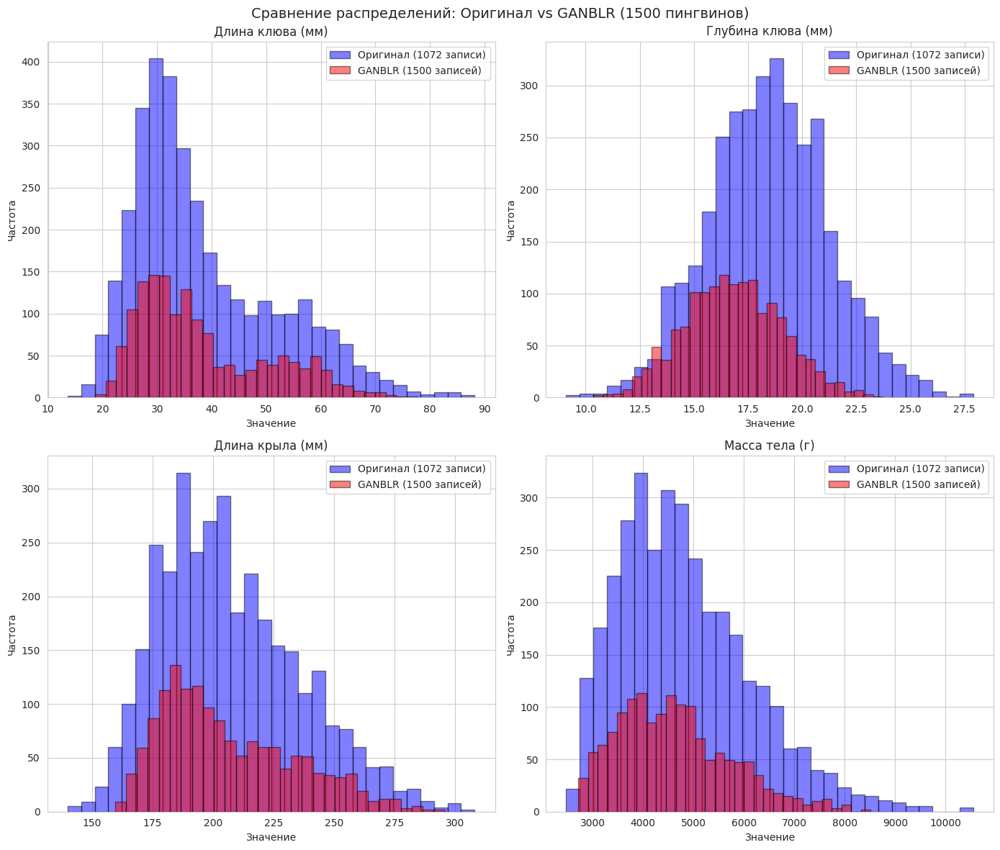 Сравнение распределений: Оригинал vs GANBLR (1500 пингвинов)
Длина клюва (мм)
Оригинал (1072 записи)
GANBLR (1500 записей)
Частота
400
350
300
250
200
150
100
50
0
10 20 30 40 50 60 70 80 90
Значение
Глубина клюва (мм)
Оригинал (1072 записи)
GANBLR (1500 записей)
Частота
300
250
200
150
100
50
0
10.0 12.5 15.0 17.5 20.0 22.5 25.0 27.5
Значение
Длина крыла (мм)
Оригинал (1072 записи)
GANBLR (1500 записей)
Частота
300
250
200
150
100
50
0
150 175 200 225 250 275 300
Значение
Масса тела (г)
Оригинал (1072 записи)
GANBLR (1500 записей)
Частота
300
250
200
150
100
50
0
3000 4000 5000 6000 7000 8000 9000 10000
Значение